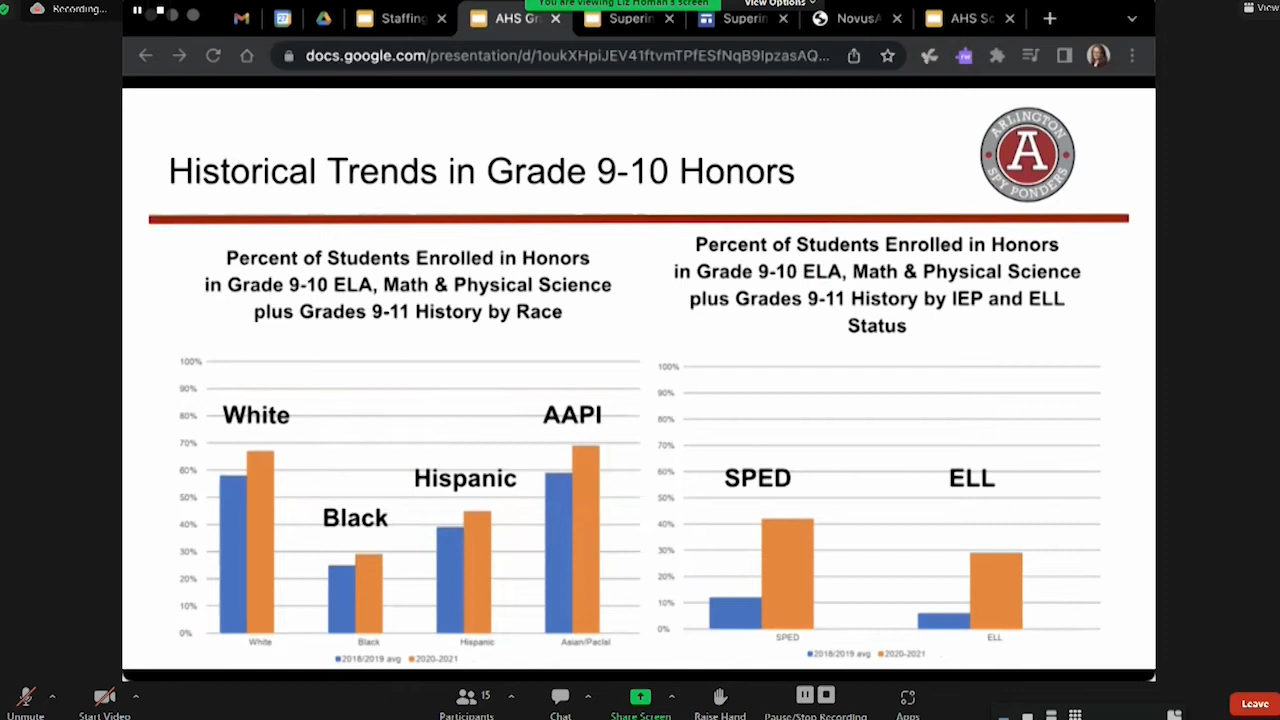 Recording...
You are viewing Liz Homan's screen
View Options
View
27
Staffing
AHS Gr
Superin
Superin
NovusA
AHS Sc
docs.google.com/presentation/d/1oukXHpiJEV41ftvmTPfESfNqB9IpzasAQ...
Historical Trends in Grade 9-10 Honors
ARLINGTON
A
SPY PONDERS
Percent of Students Enrolled in Honors
in Grade 9-10 ELA, Math & Physical Science
plus Grades 9-11 History by Race
100%
90%
80%
70%
60%
50%
40%
30%
20%
10%
0%
White
Black
Hispanic
AAPI
White
Black
Hispanic
Asian/PacIsl
2018/2019 avg
2020-2021
Percent of Students Enrolled in Honors
in Grade 9-10 ELA, Math & Physical Science
plus Grades 9-11 History by IEP and ELL
Status
100%
90%
80%
70%
60%
50%
40%
30%
20%
10%
0%
SPED
ELL
SPED
ELL
2018/2019 avg
2020-2021
Unmute
Start Video
Participants
15
Chat
Share Screen
Raise Hand
Pause/Stop Recording
Apps
Leave